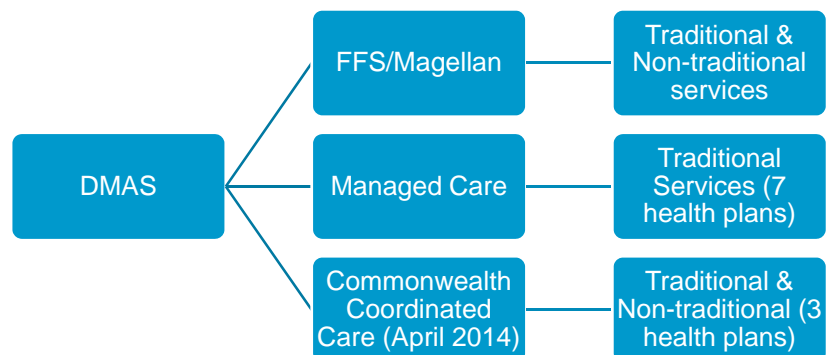 FFS/Magellan
Traditional &
Non-traditional
services
DMAS
Managed Care
Traditional
Services (7
health plans)
Commonwealth
Coordinated
Care (April 2014)
Traditional &
Non-traditional (3
health plans)